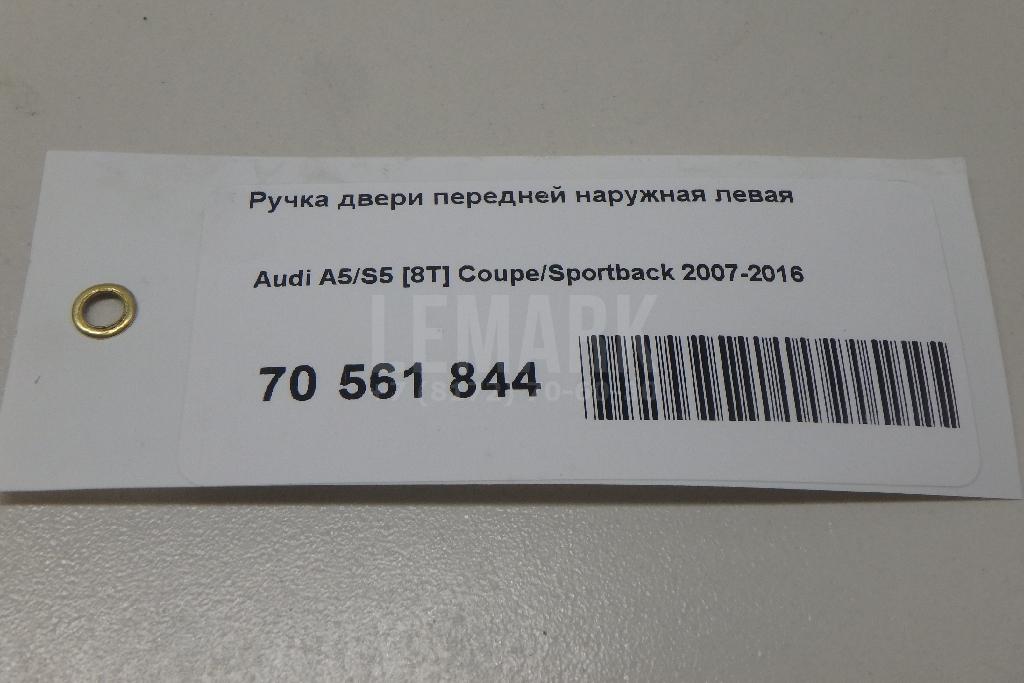 Ручка двери передней наружная левая
Audi A5/S5 [8T] Coupe/Sportback 2007-2016
LEMARK
70 561 844